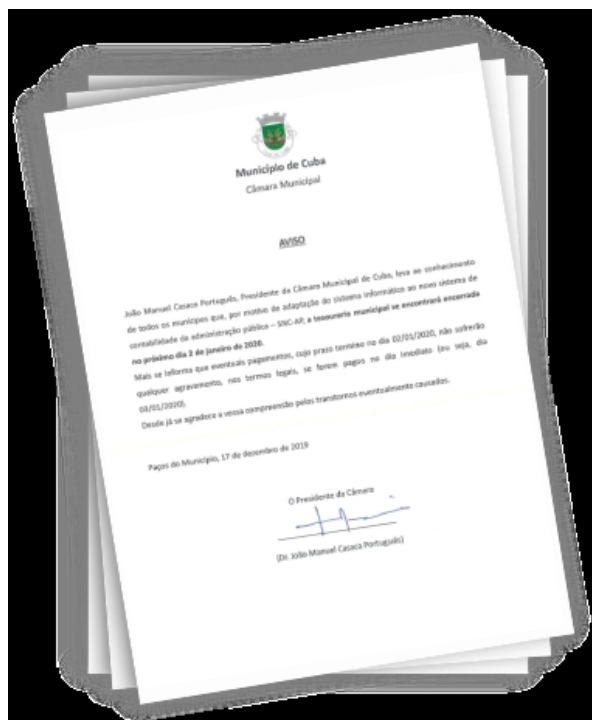 Município de Cuba
Câmara Municipal
AVISO
João Manuel Casaca Português, Presidente da Câmara Municipal de Cuba, leva ao conhecimento
de todos os munícipes que, por motivo de adaptação do sistema informático ao novo sistema de
contabilidade da administração pública – SNC-AP, a tesouraria municipal se encontrará encerrada
no próximo dia 2 de janeiro de 2020.
Mais se informa que eventuais pagamentos, cujo prazo termine no dia 02/01/2020, não sofrerão
qualquer agravamento, nos termos legais, se forem pagos no dia imediato (ou seja, dia
03/01/2020).
Desde já se agradece a vossa compreensão pelos transtornos eventualmente causados.
Paços do Município, 17 de dezembro de 2019
O Presidente da Câmara
(Dr. João Manuel Casaca Português)